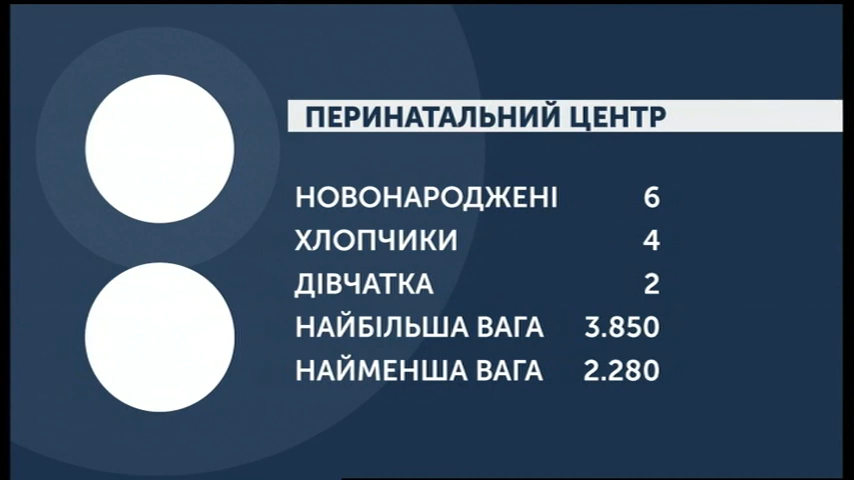 ПЕРИНАТАЛЬНИЙ ЦЕНТР
НОВОНАРОДЖЕНІ 6
ХЛОПЧИКИ 4
ДІВЧАТКА 2
НАЙБІЛЬША ВАГА 3.850
НАЙМЕНША ВАГА 2.280